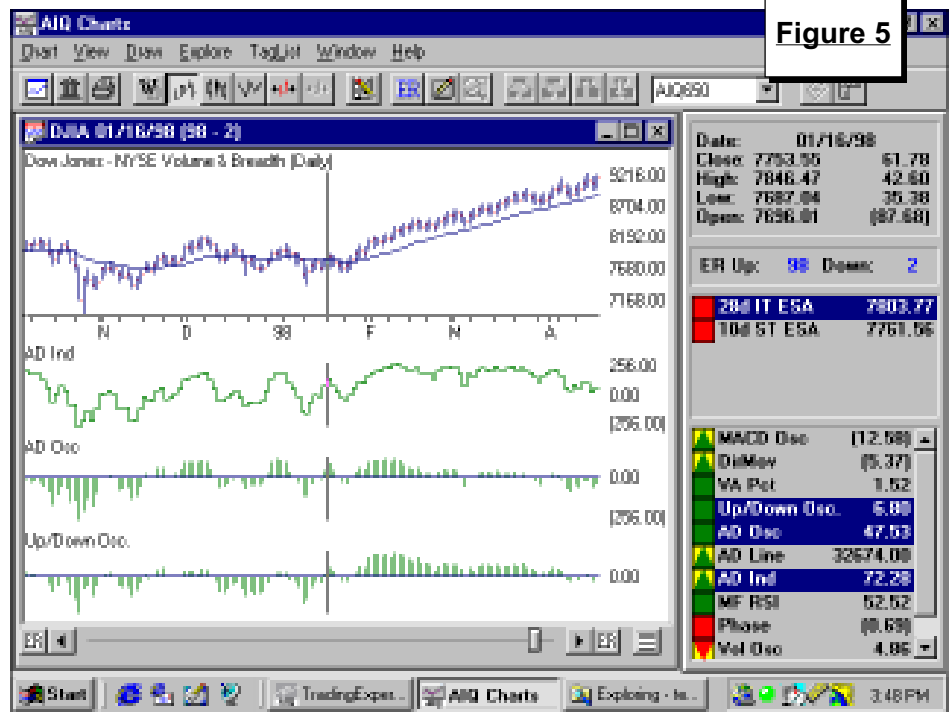 AIQ Charts
Figure 5
Chart View Draw Explore TagList Window Help
ER
AIQ650
DJIA 01/16/98 (98 - 2)
Dow Jones - NYSE Volume & Breadth (Daily)
9216.00
8704.00
8192.00
7680.00
7168.00
N D 98 F M A
AD Ind
256.00
0.00
(256.00)
AD Osc
0.00
(256.00)
Up/Down Osc.
0.00
ER ER
Date: 01/16/98
Close: 7753.55 61.78
High: 7846.47 42.60
Low: 7687.04 35.38
Open: 7696.01 (87.68)
ER Up: 98 Down: 2
28d IT ESA 7803.77
10d ST ESA 7761.56
MACD Osc (12.58)
DirMov (5.37)
VA Pct 1.52
Up/Down Osc. 6.80
AD Osc 47.53
AD Line 32674.00
AD Ind 72.28
MF RSI 52.52
Phase (0.69)
Vol Osc 4.86
Start TradingExper... AIQ Charts Exploring - te... 3:48 PM